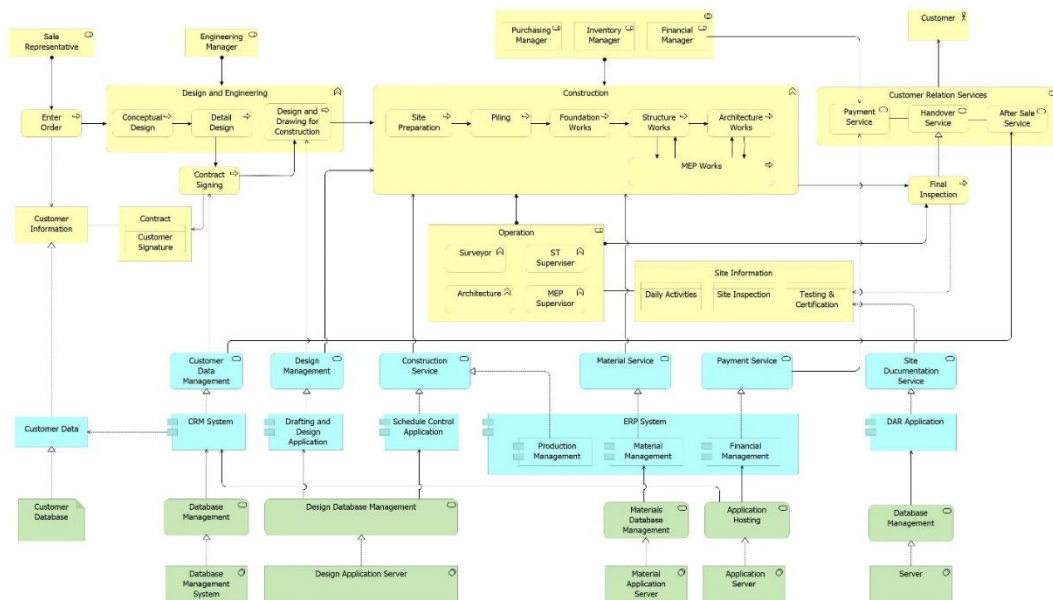 Sale
Representative
Engineering
Manager
Purchasing
Manager
Inventory
Manager
Financial
Manager
Customer
Design and Engineering
Construction
Customer Relation Services
Enter
Order
Conceptual
Design
Detail
Design
Design and
Drawing for
Construction
Site
Preparation
Piling
Foundation
Works
Structure
Works
Architecture
Works
Payment
Service
Handover
Service
After Sale
Service
MEP Works
Contract
Signing
Final
Inspection
Customer
Information
Contract
Customer
Signature
Operation
Surveyor
ST
Superviser
Architecture
MEP
Supervisor
Site Information
Daily Activities
Site Inspection
Testing &
Certification
Customer
Data
Management
Design
Management
Construction
Service
Material Service
Payment Service
Site
Ducumentation
Service
Customer Data
CRM System
Drafting and
Design
Application
Schedule Control
Application
ERP System
Production
Management
Material
Management
Financial
Management
DAR Application
Customer
Database
Database
Management
Design Database Management
Materials
Database
Management
Application
Hosting
Database
Management
Database
Management
System
Design Application Server
Material
Application
Server
Application
Server
Server